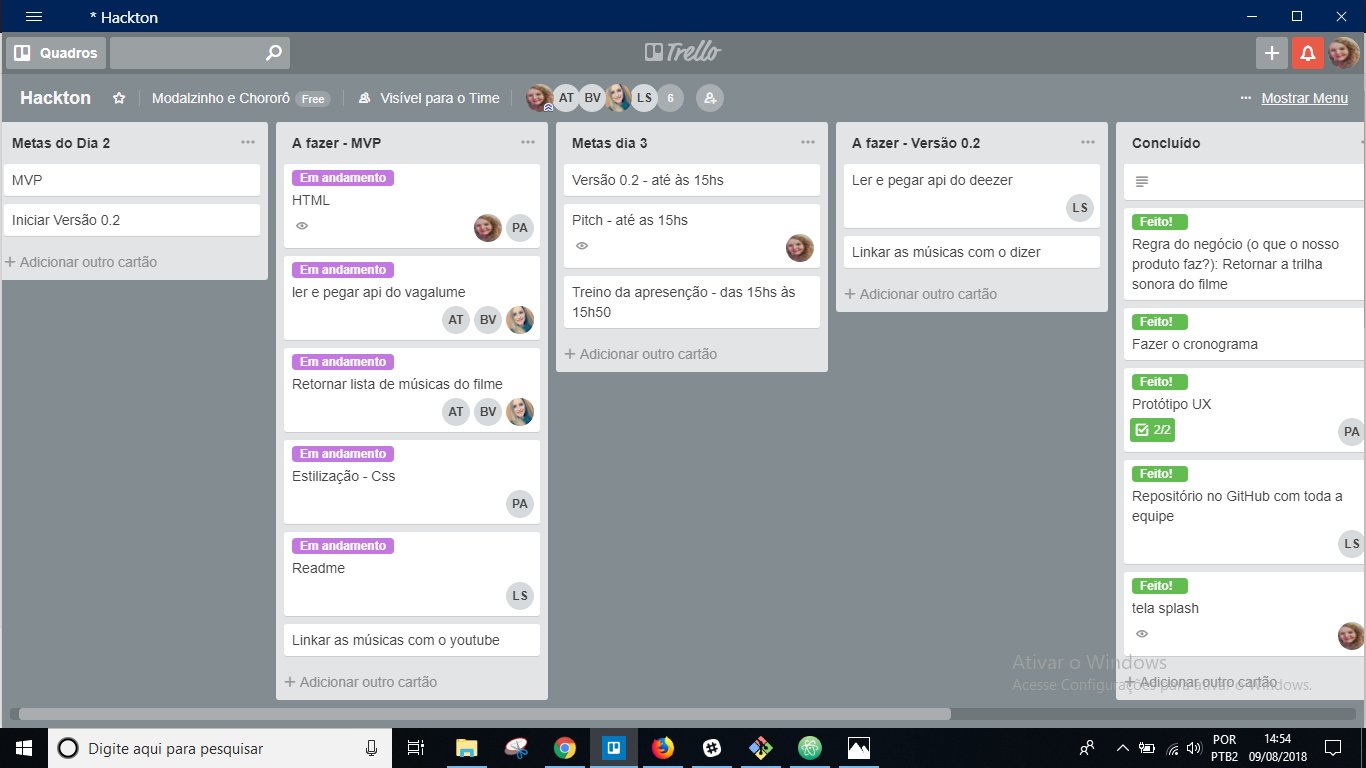 * Hackton
Quadros
Trello
Hackton
Modalzinho e Chororô Free
Visível para o Time
AT BV LS 6
Mostrar Menu
Metas do Dia 2
MVP
Iniciar Versão 0.2
+ Adicionar outro cartão
A fazer - MVP
Em andamento
HTML
PA
Em andamento
ler e pegar api do vagalume
AT BV
Em andamento
Retornar lista de músicas do filme
AT BV
Em andamento
Estilização - Css
PA
Em andamento
Readme
LS
Linkar as músicas com o youtube
+ Adicionar outro cartão
Metas dia 3
Versão 0.2 - até às 15hs
Pitch - até as 15hs
Treino da apresenção - das 15hs às
15h50
+ Adicionar outro cartão
A fazer - Versão 0.2
Ler e pegar api do deezer
LS
Linkar as músicas com o dizer
+ Adicionar outro cartão
Concluído
Feito!
Regra do negócio (o que o nosso
produto faz?): Retornar a trilha
sonora do filme
Feito!
Fazer o cronograma
Feito!
Protótipo UX
2/2
PA
Feito!
Repositório no GitHub com toda a
equipe
LS
Feito!
tela splash
+ Adicionar outro cartão
Ativar o Windows
Acesse Configurações para ativar o Windows.
Digite aqui para pesquisar
POR
PTB2
14:54
09/08/2018